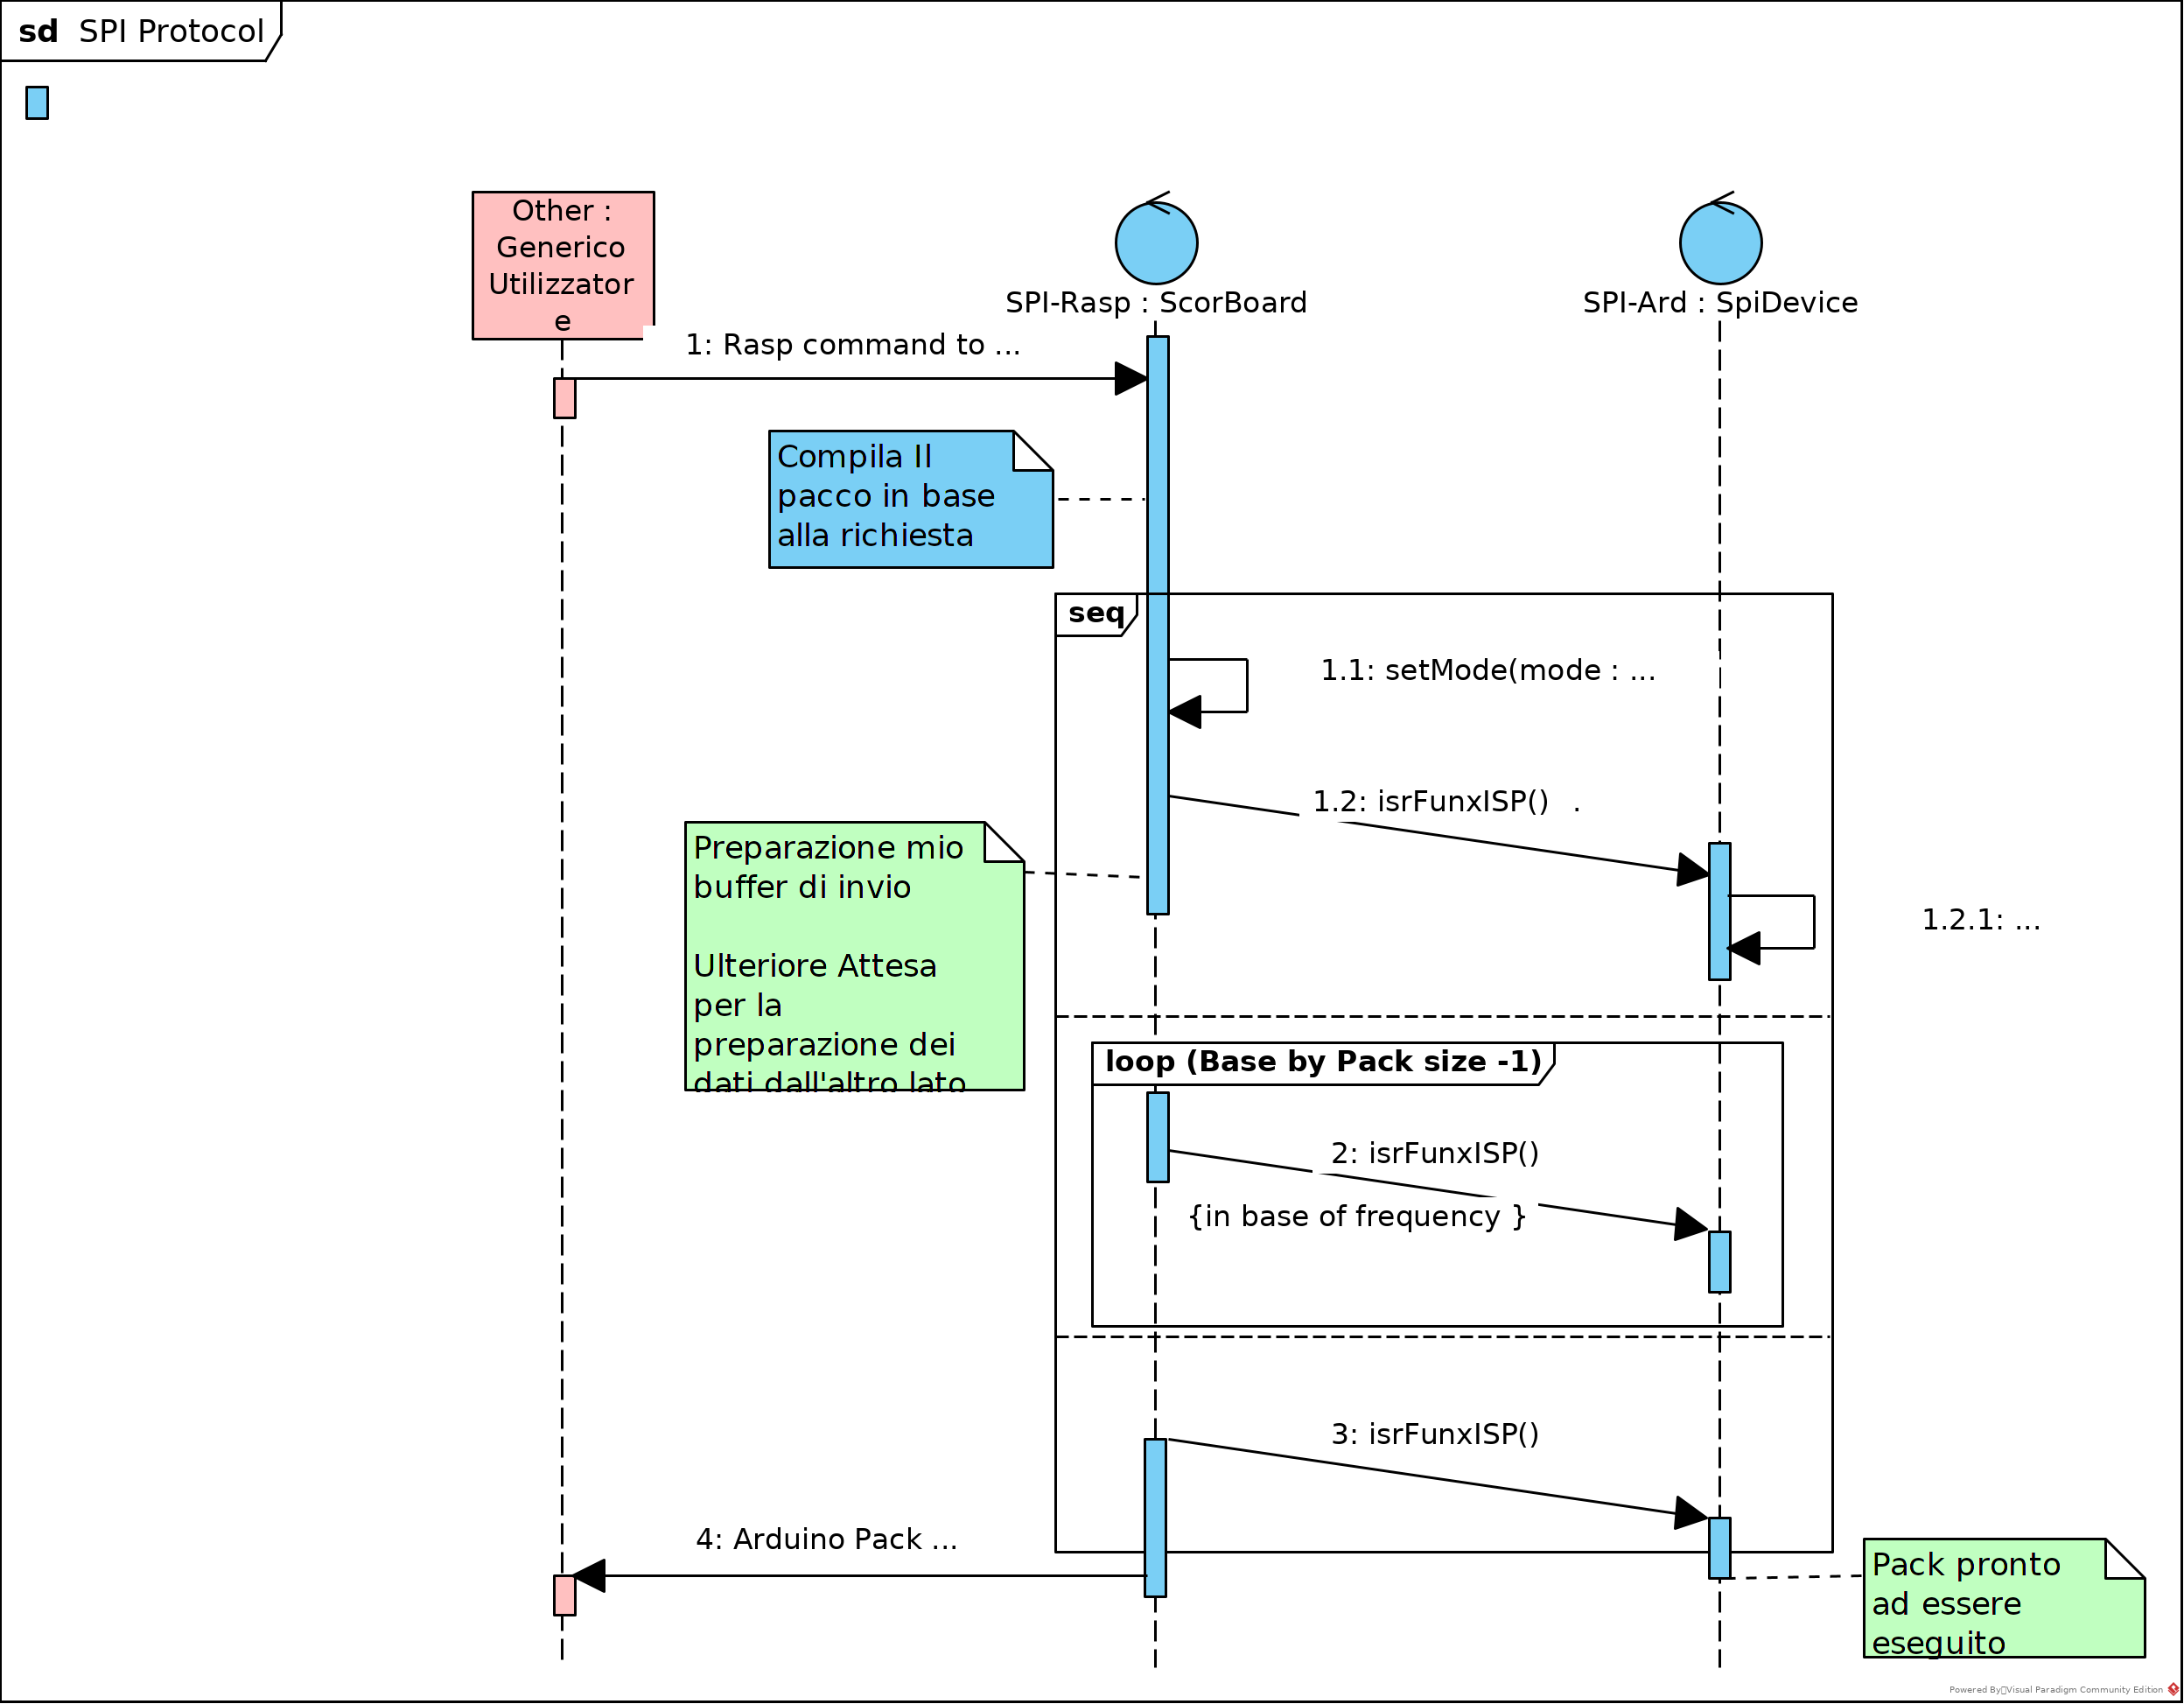 sd SPI Protocol
Other :
Generico
Utilizzator
e
SPI-Rasp : ScorBoard
SPI-Ard : SpiDevice
1: Rasp command to ...
Compila Il
pacco in base
alla richiesta
seq
1.1: setMode(mode : ...
1.2: isrFunxISP() .
Preparazione mio
buffer di invio
Ulteriore Attesa
per la
preparazione dei
dati dall'altro lato
1.2.1: ...
loop (Base by Pack size -1)
2: isrFunxISP()
{in base of frequency }
3: isrFunxISP()
4: Arduino Pack ...
Pack pronto
ad essere
eseguito
Powered By Visual Paradigm Community Edition